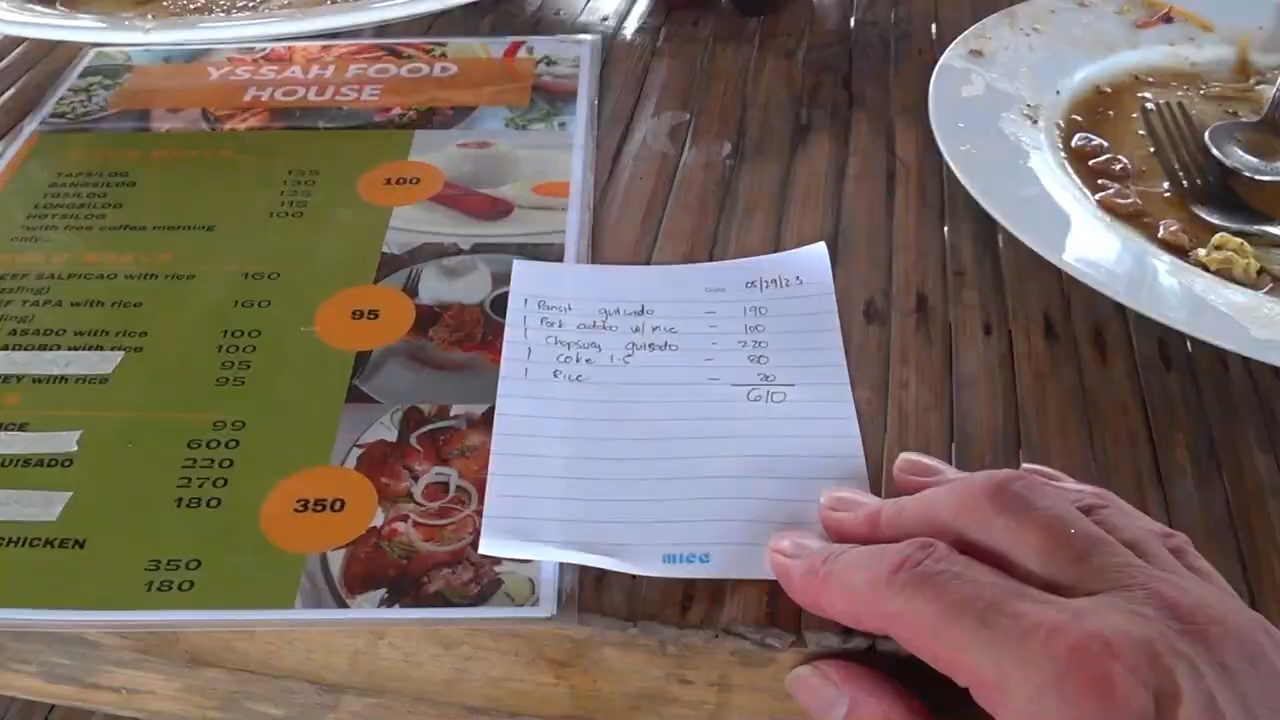 YSSAH FOOD
HOUSE
TAPSILOG 135
BANGSILOG 130
TOSILOG 125
LONGSILOG 115
HOTSILOG 100
*with free coffee morning
only...
100
EEF SALPICAO with rice 160
zzling)
F TAPA with rice 160
ling)
ASADO with rice 100
ADOBO with rice 100
95
EY with rice 95
95
ICE 99
600
UISADO 220
270
180
CHICKEN
350
180
350
Date 05/29/23
1 Pancit guisado - 190
1 Pork adobo w/ rice - 100
1 Chopsuey guisado - 220
1 Coke 1.5 - 80
1 Rice - 20
610
mica